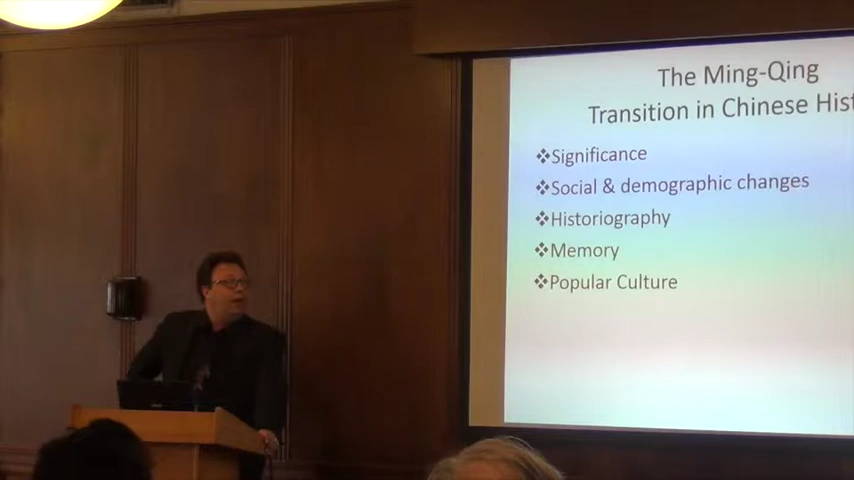 The Ming-Qing
Transition in Chinese Hist
❖Significance
❖Social & demographic changes
❖Historiography
❖Memory
❖Popular Culture